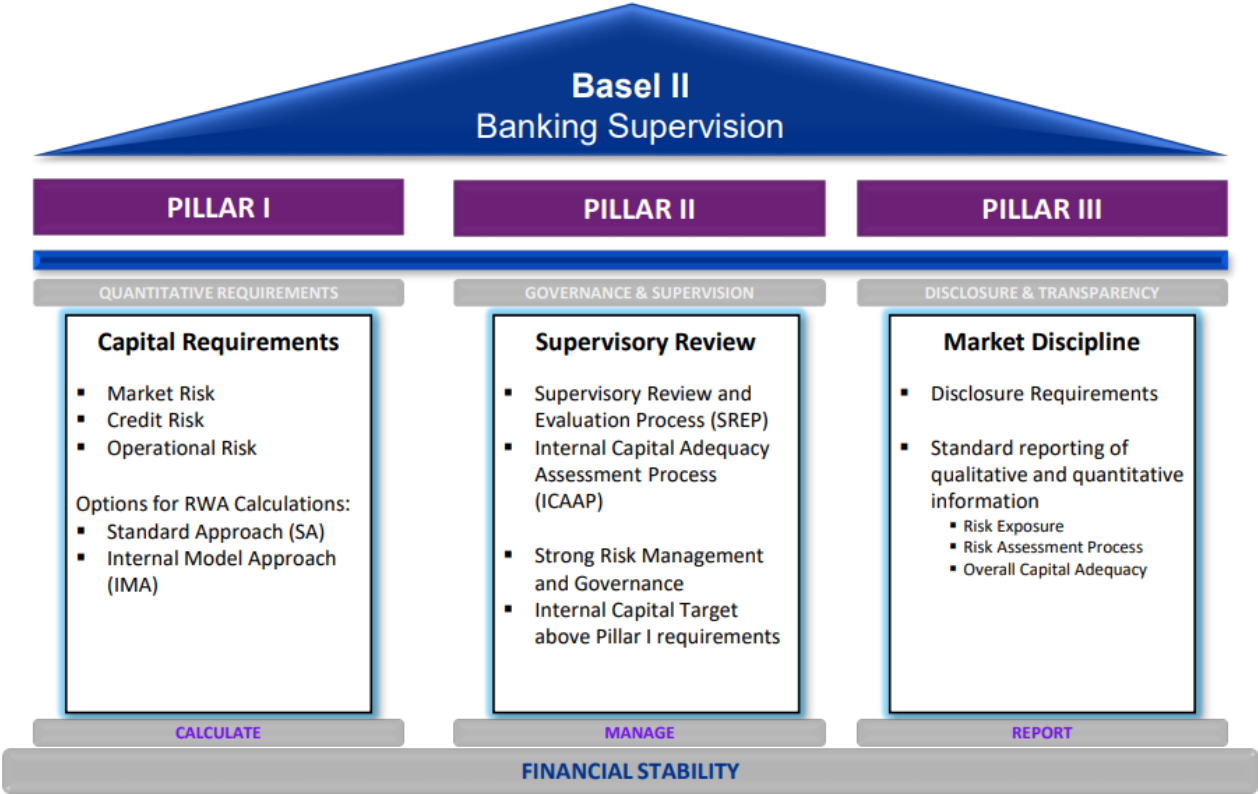 Basel II
Banking Supervision
PILLAR I
PILLAR II
PILLAR III
QUANTITATIVE REQUIREMENTS
GOVERNANCE & SUPERVISION
DISCLOSURE & TRANSPARENCY
Capital Requirements
▪ Market Risk
▪ Credit Risk
▪ Operational Risk
Options for RWA Calculations:
▪ Standard Approach (SA)
▪ Internal Model Approach
(IMA)
Supervisory Review
▪ Supervisory Review and
Evaluation Process (SREP)
▪ Internal Capital Adequacy
Assessment Process
(ICAAP)
▪ Strong Risk Management
and Governance
▪ Internal Capital Target
above Pillar I requirements
Market Discipline
▪ Disclosure Requirements
▪ Standard reporting of
qualitative and quantitative
information
▪ Risk Exposure
▪ Risk Assessment Process
▪ Overall Capital Adequacy
CALCULATE
MANAGE
REPORT
FINANCIAL STABILITY